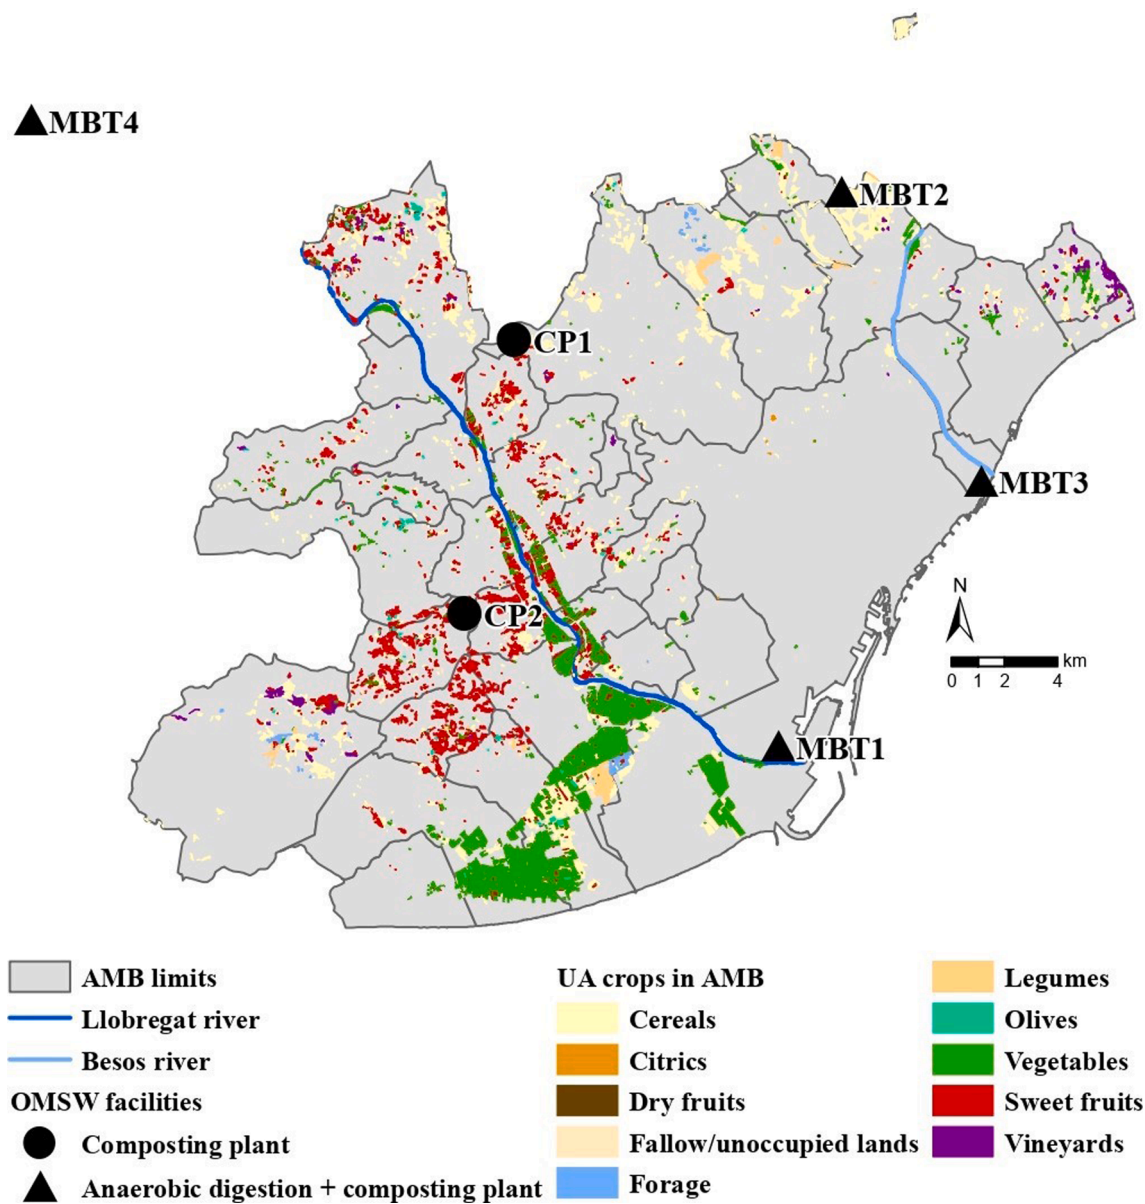 MBT4
MBT2
CP1
MBT3
N
CP2
km
0 1 2 4
MBT1
AMB limits
Llobregat river
Besos river
OMSW facilities
Composting plant
Anaerobic digestion + composting plant
UA crops in AMB
Cereals
Citrics
Dry fruits
Fallow/unoccupied lands
Forage
Legumes
Olives
Vegetables
Sweet fruits
Vineyards